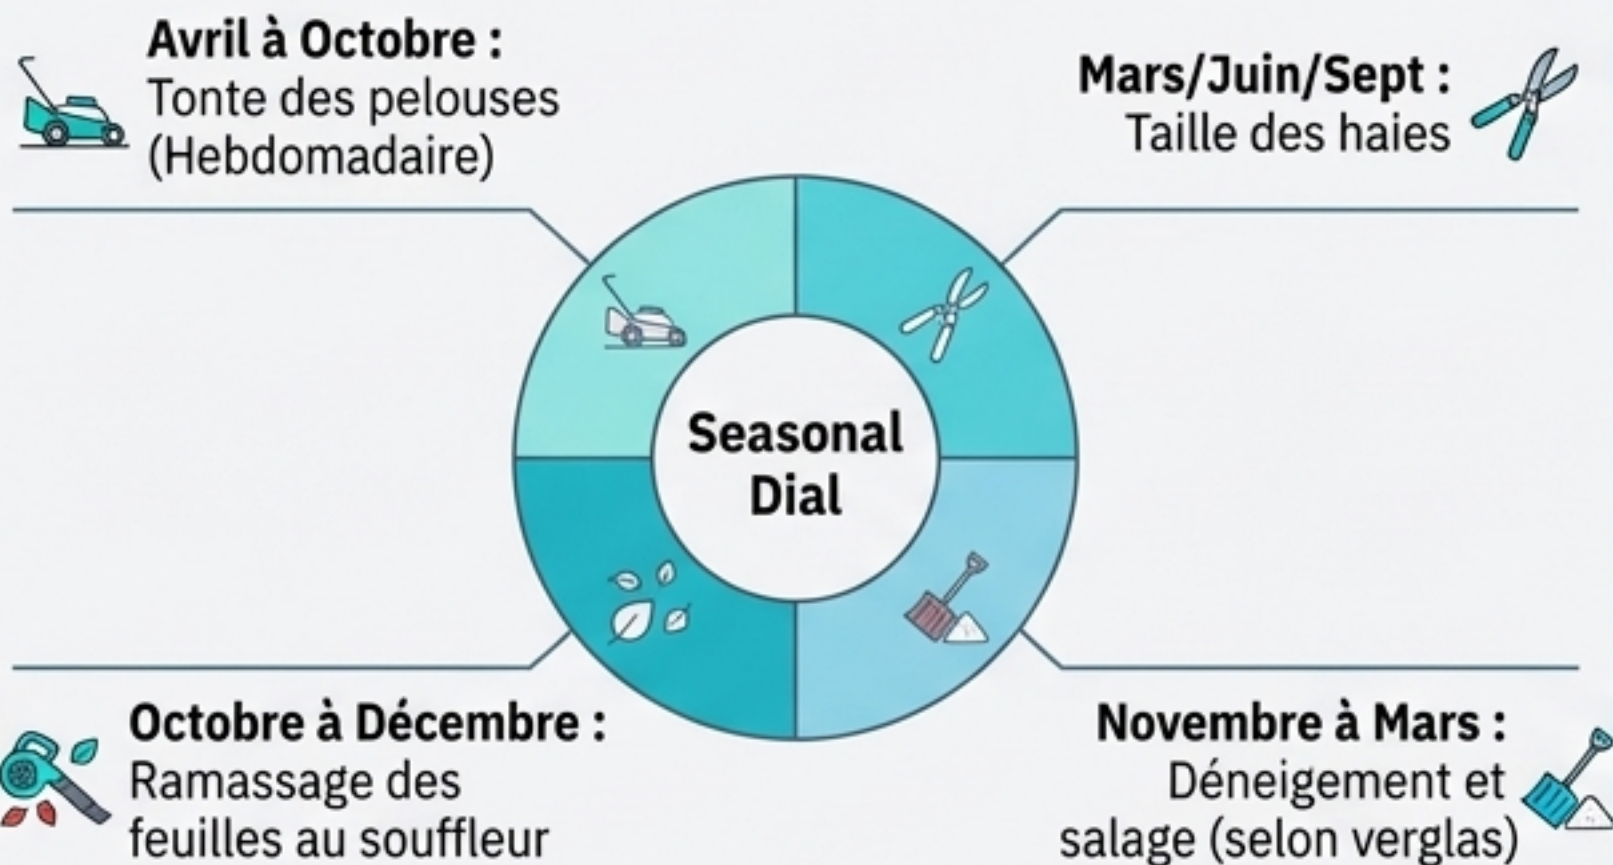 Avril à Octobre :
Tonte des pelouses
(Hebdomadaire)
Mars/Juin/Sept :
Taille des haies
Seasonal
Dial
Octobre à Décembre :
Ramassage des
feuilles au souffleur
Novembre à Mars :
Déneigement et
salage (selon verglas)